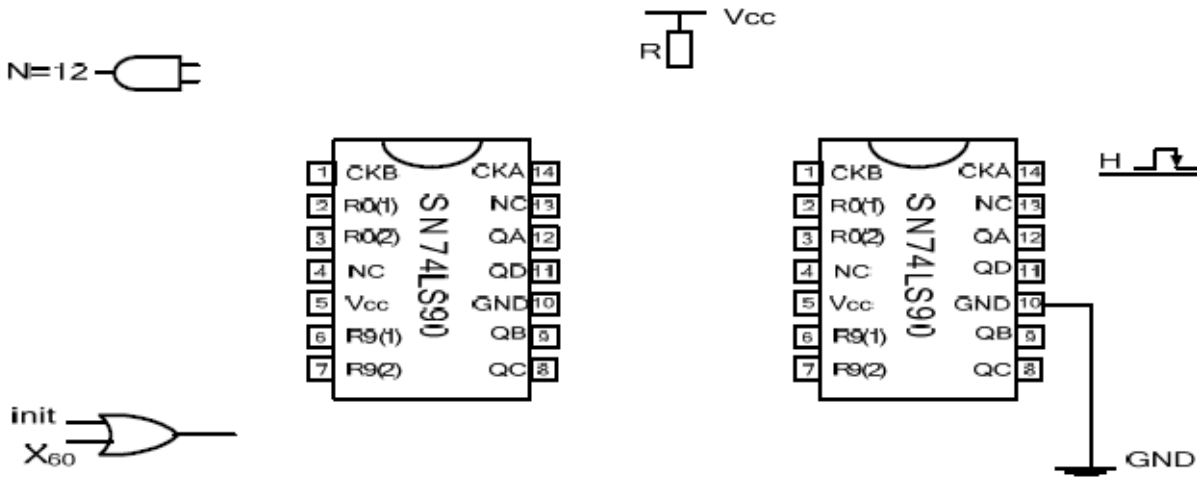 Vcc
R
N=12
1 CKB CKA 14
2 R0(1) NC 13
3 R0(2) QA 12
4 NC QD 11
5 Vcc GND 10
6 R9(1) QB 9
7 R9(2) QC 8
SN74LS90
1 CKB CKA 14
2 R0(1) NC 13
3 R0(2) QA 12
4 NC QD 11
5 Vcc GND 10
6 R9(1) QB 9
7 R9(2) QC 8
SN74LS90
H
init
X60
GND